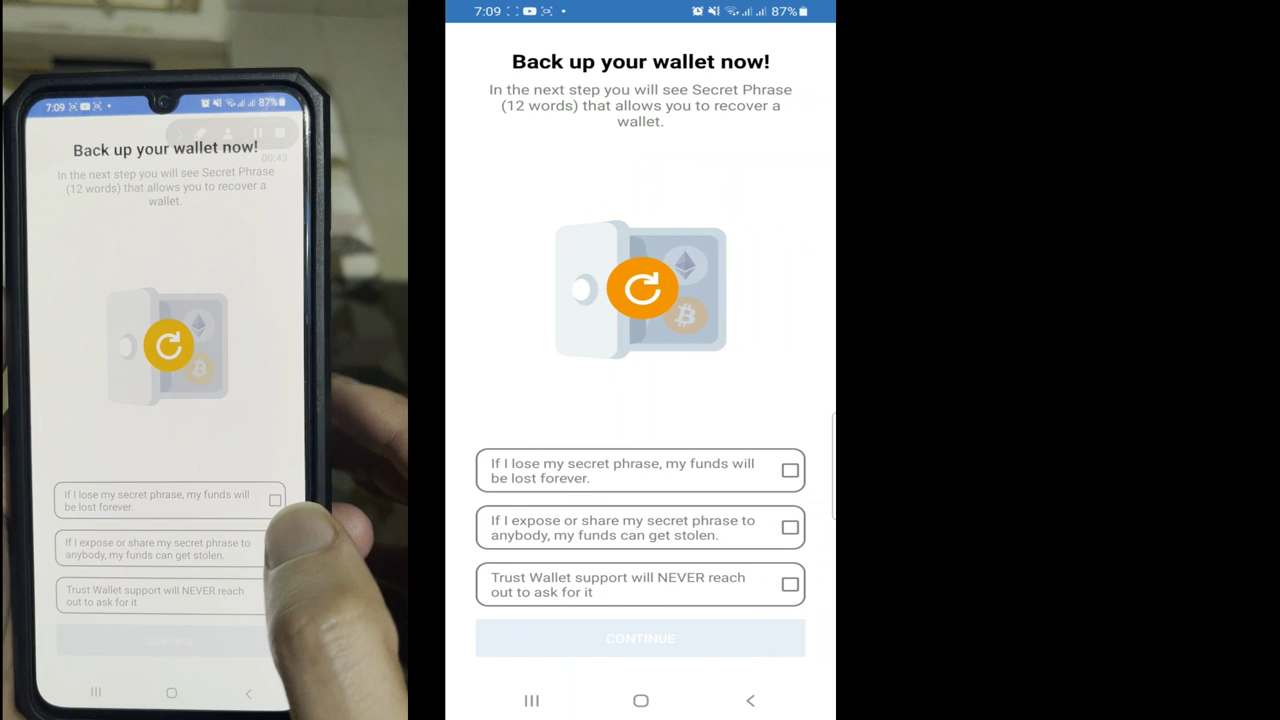 7:09
87%
Back up your wallet now!
00:43
In the next step you will see Secret Phrase
(12 words) that allows you to recover a
wallet.
If I lose my secret phrase, my funds will
be lost forever.
If I expose or share my secret phrase to
anybody, my funds can get stolen.
Trust Wallet support will NEVER reach
out to ask for it
CONTINUE
7:09
87%
Back up your wallet now!
In the next step you will see Secret Phrase
(12 words) that allows you to recover a
wallet.
If I lose my secret phrase, my funds will
be lost forever.
If I expose or share my secret phrase to
anybody, my funds can get stolen.
Trust Wallet support will NEVER reach
out to ask for it
CONTINUE